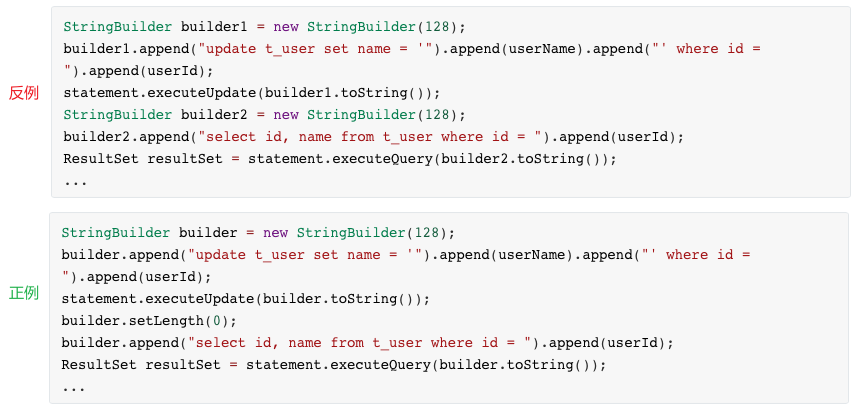 反例
StringBuilder builder1 = new StringBuilder(128);
builder1.append("update t_user set name = '").append(userName).append("' where id =
").append(userId);
statement.executeUpdate(builder1.toString());
StringBuilder builder2 = new StringBuilder(128);
builder2.append("select id, name from t_user where id = ").append(userId);
ResultSet resultSet = statement.executeQuery(builder2.toString());
...
正例
StringBuilder builder = new StringBuilder(128);
builder.append("update t_user set name = '").append(userName).append("' where id =
").append(userId);
statement.executeUpdate(builder.toString());
builder.setLength(0);
builder.append("select id, name from t_user where id = ").append(userId);
ResultSet resultSet = statement.executeQuery(builder.toString());
...